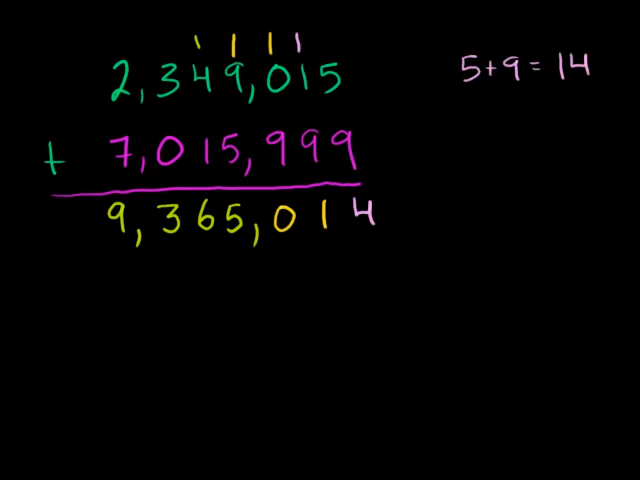 1 1 1 1
2,349,015 5+9=14
+ 7,015,999
9,365,014